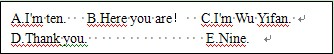 A.I'm ten. B.Here you are! C.I'm Wu Yifan.
D.Thank you. E.Nine.